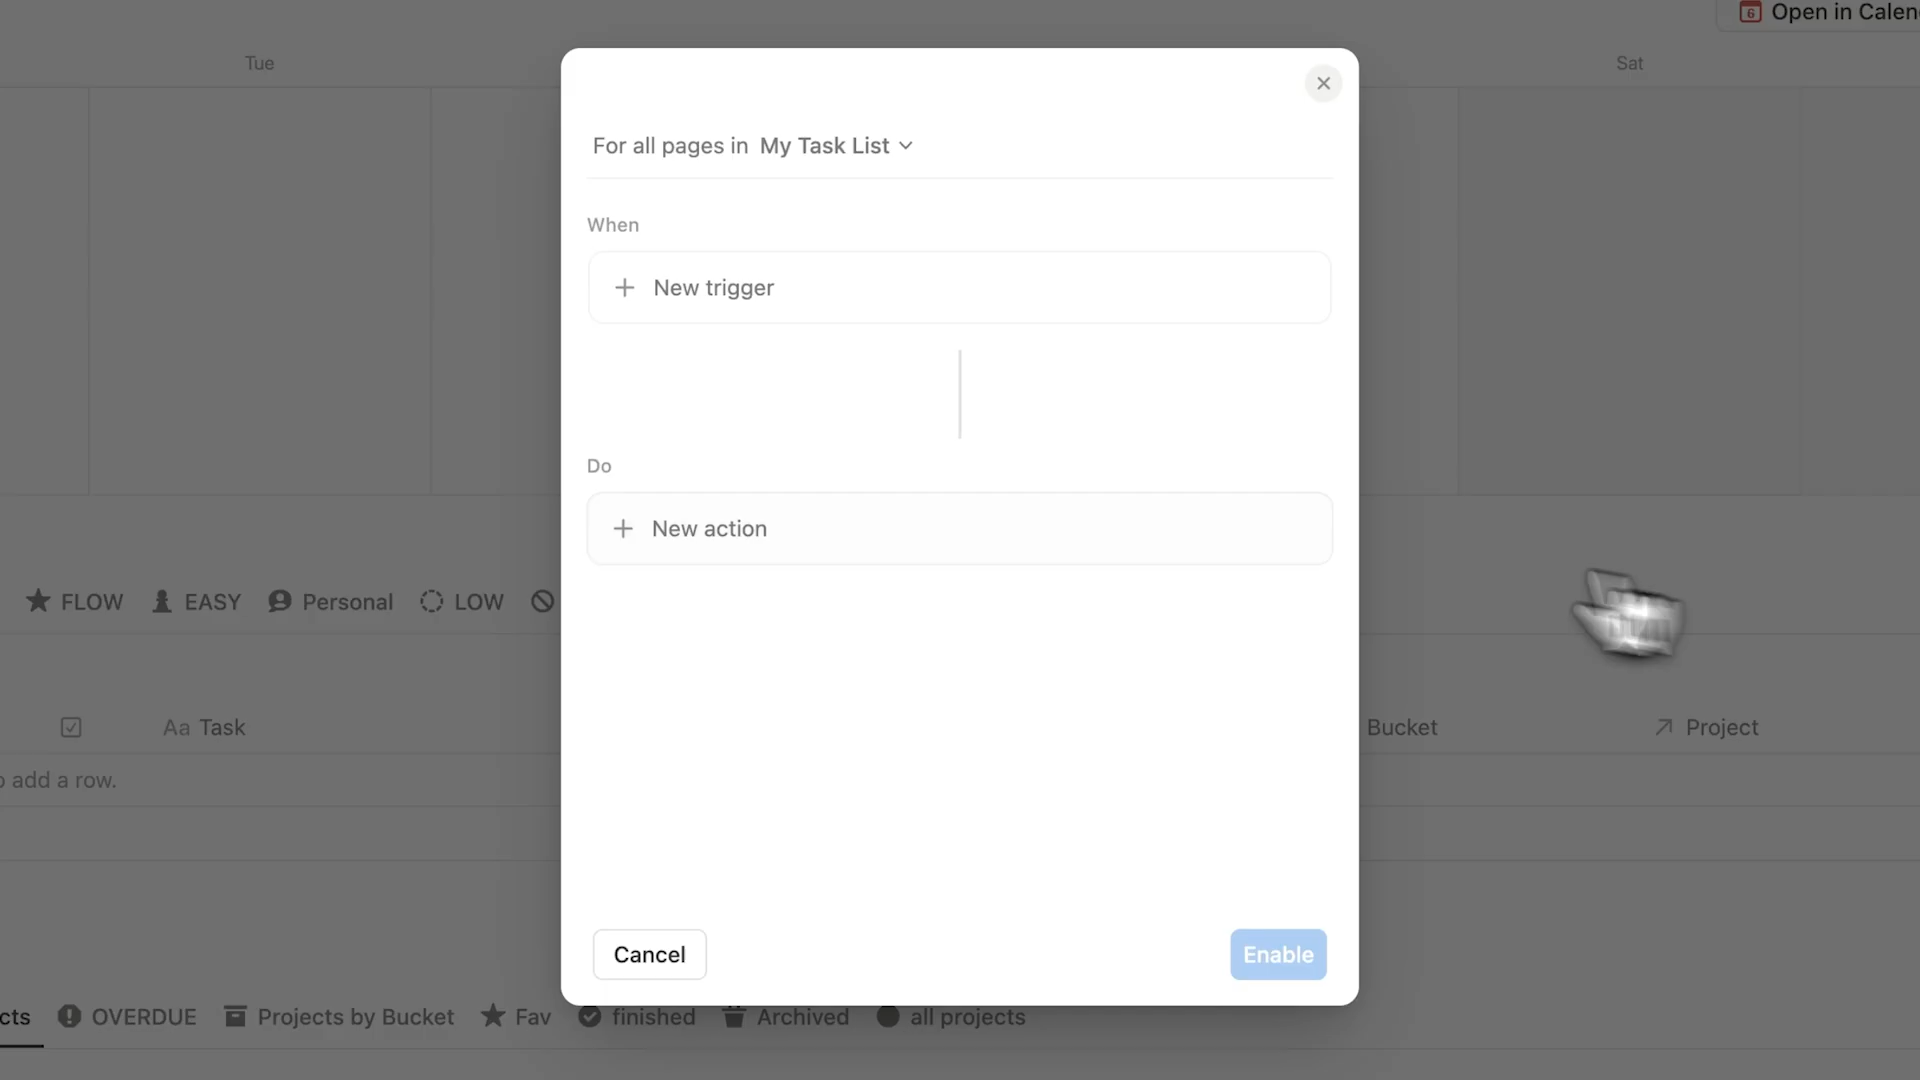 6 Open in Calen
Tue
Sat
For all pages in My Task List
When
New trigger
Do
New action
FLOW EASY Personal LOW
Aa Task Bucket Project
add a row.
Cancel Enable
cts OVERDUE Projects by Bucket Fav finished Archived all projects